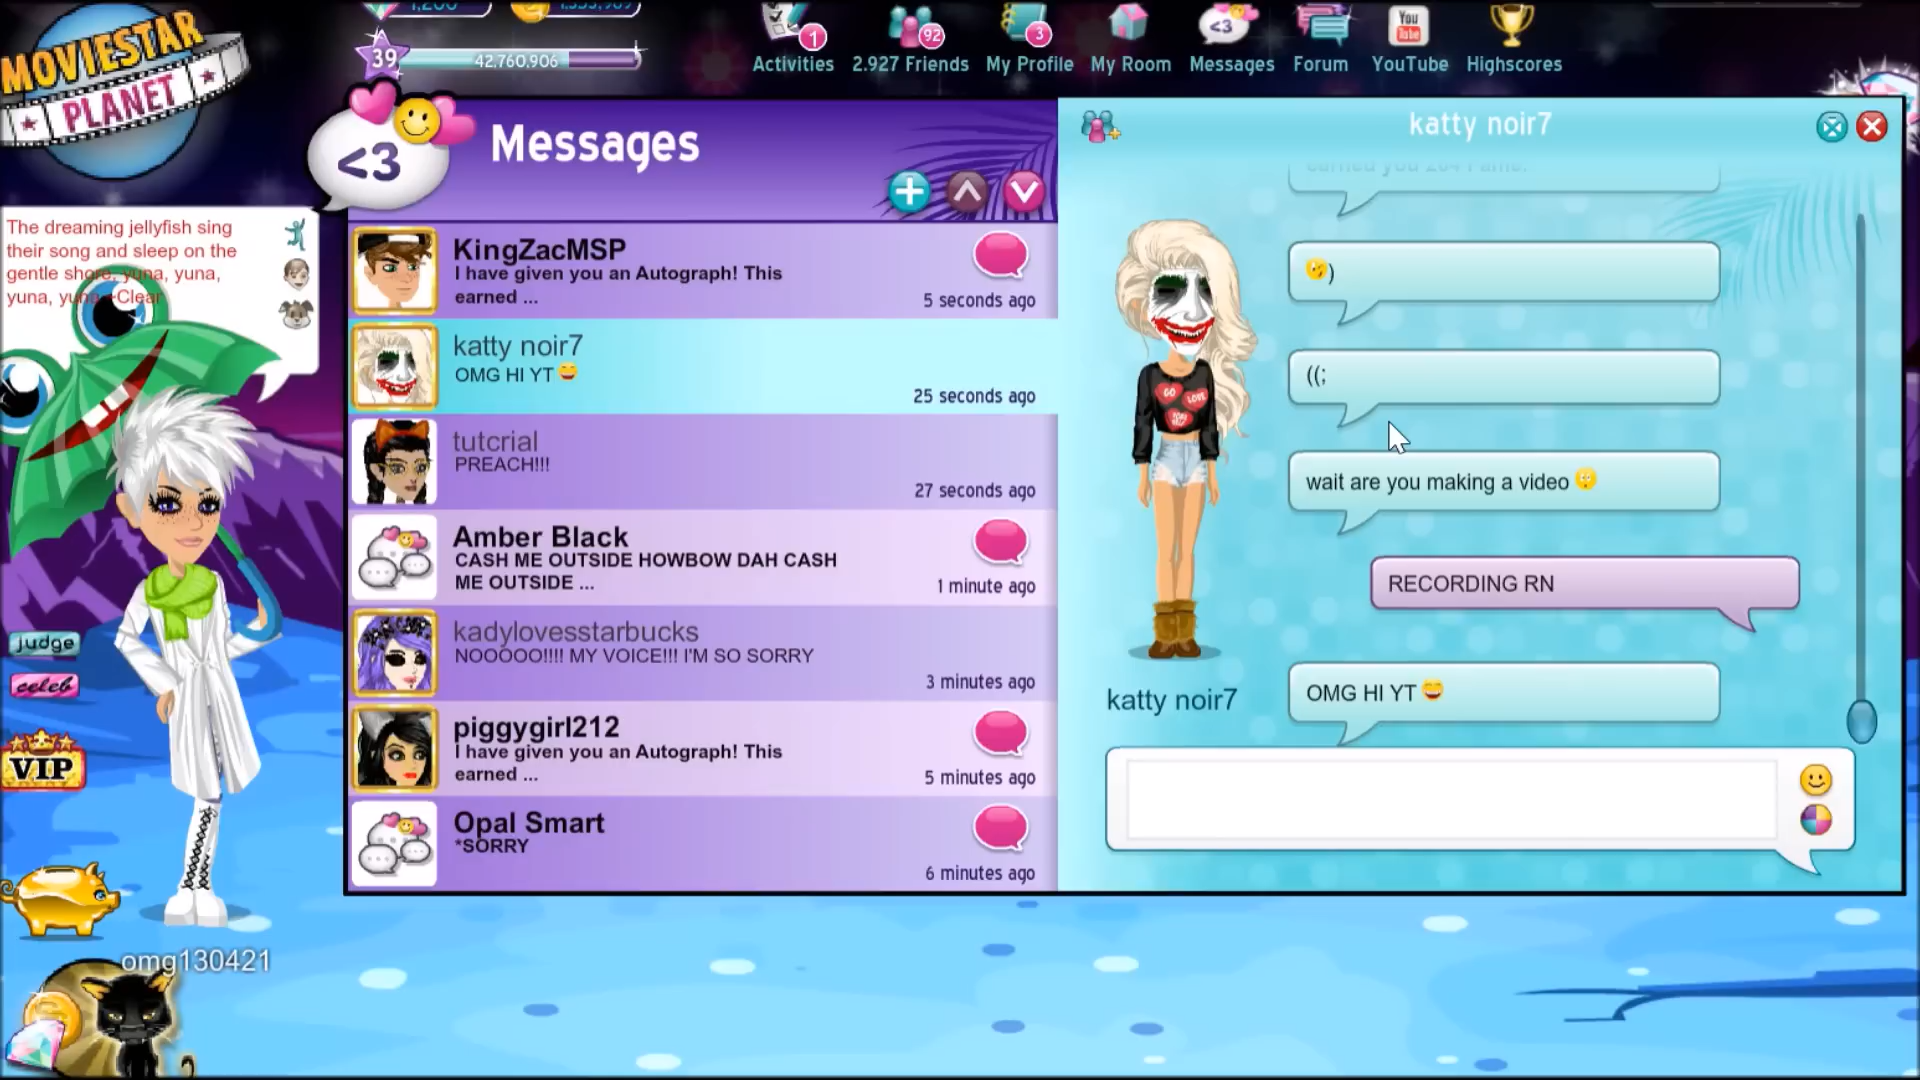 MOVIESTAR
PLANET
39
42,760,906
1
92
3
<3
You
Tube
Activities
2.927 Friends
My Profile
My Room
Messages
Forum
YouTube
Highscores
<3
Messages
The dreaming jellyfish sing
their song and sleep on the
gentle shore, yuna, yuna,
yuna, yuna ~Clear
judge
celeb
VIP
omg130421
KingZacMSP
I have given you an Autograph! This
earned ...
5 seconds ago
katty noir7
OMG HI YT😄
25 seconds ago
tutcrial
PREACH!!!
27 seconds ago
Amber Black
CASH ME OUTSIDE HOWBOW DAH CASH
ME OUTSIDE ...
1 minute ago
kadylovesstarbucks
NOOOOO!!!! MY VOICE!!! I'M SO SORRY
3 minutes ago
piggygirl212
I have given you an Autograph! This
earned ...
5 minutes ago
Opal Smart
*SORRY
6 minutes ago
katty noir7
)
((;
wait are you making a video
RECORDING RN
OMG HI YT😄
GO
LOVE
katty noir7